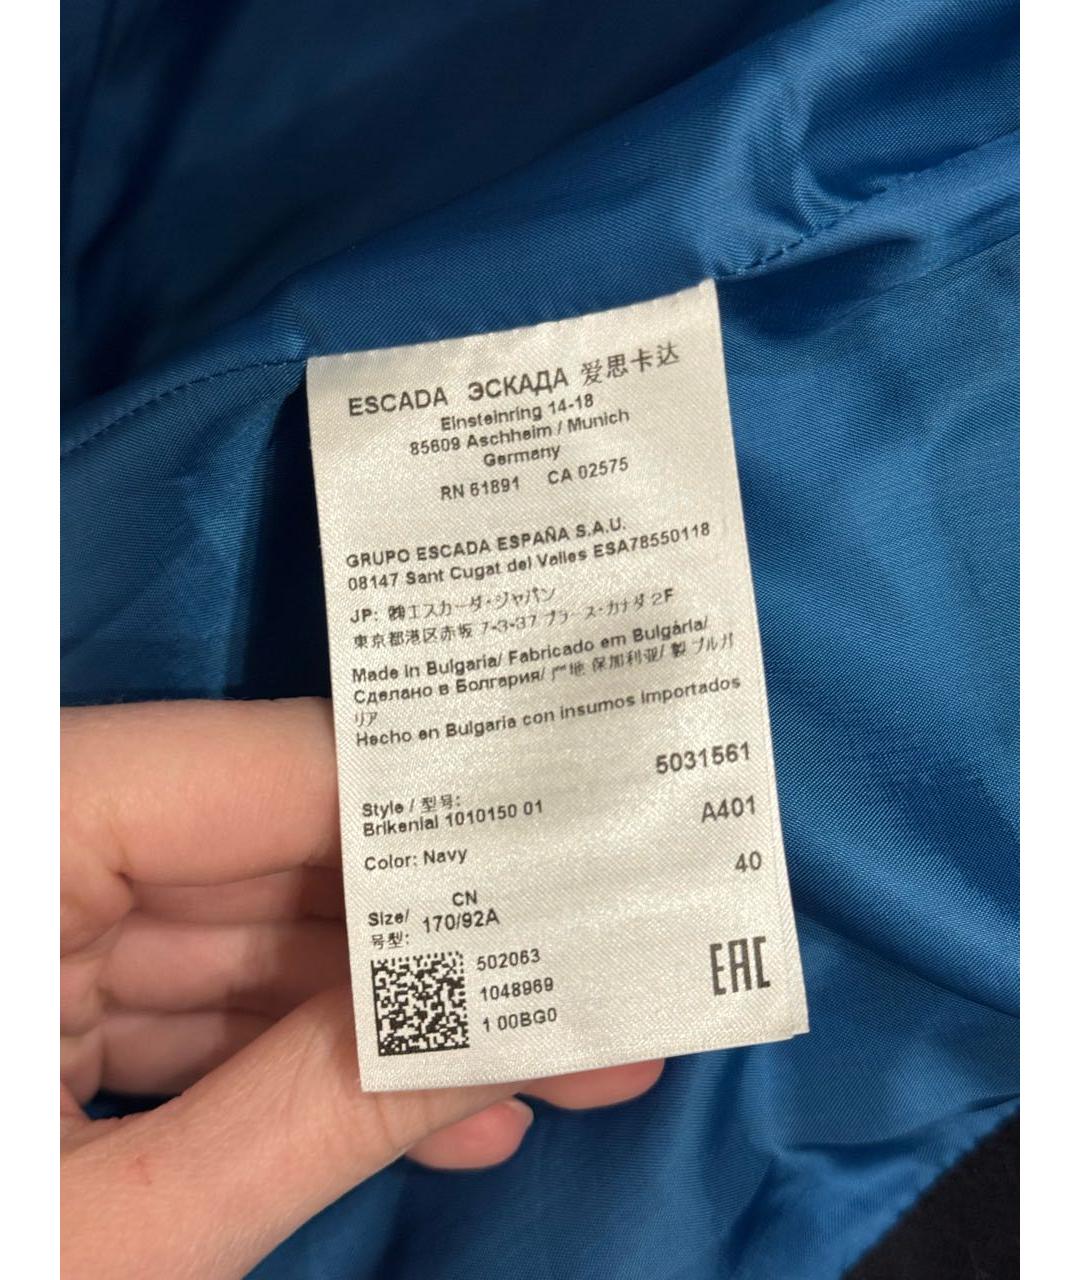 ESCADA ЭСКАДА 爱思卡达
Einsteinring 14-18
85609 Aschheim / Munich
Germany
RN 61891 CA 02575
GRUPO ESCADA ESPAÑA S.A.U.
08147 Sant Cugat del Valles ESA78550118
JP: ㈱エスカーダ・ジャパン
東京都港区赤坂 7-3-37 プラース・カナダ 2F
Made in Bulgaria/ Fabricado em Bulgária/
Сделано в Болгария/ 产地 保加利亚/ 製 ブルガ
リア
Hecho en Bulgaria con insumos importados
5031561
Style / 型号:
Brikenial 1010150 01 A401
Color: Navy 40
CN
Size/ 170/92A
号型:
502063
1048969
1 00BG0
EAC